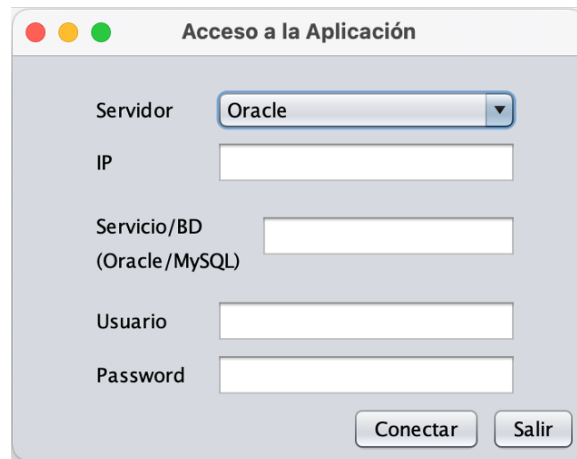 Acceso a la Aplicación
Servidor
Oracle
IP
Servicio/BD
(Oracle/MySQL)
Usuario
Password
Conectar
Salir